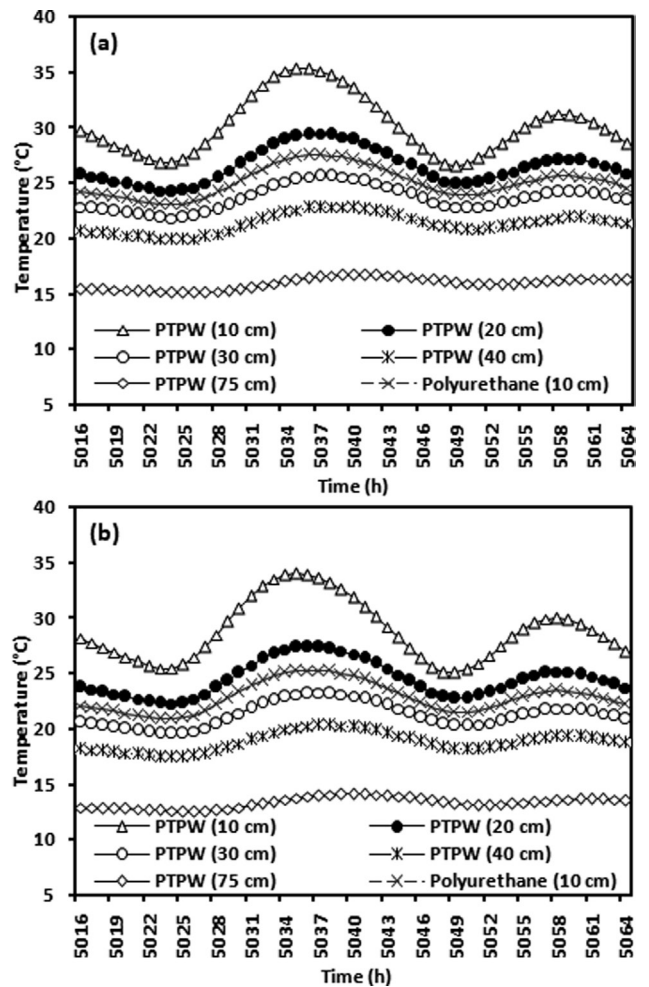 (a)
40
35
30
25
20
15
10
5
Temperature (°C)
PTPW (10 cm) PTPW (20 cm)
PTPW (30 cm) PTPW (40 cm)
PTPW (75 cm) Polyurethane (10 cm)
5016 5019 5022 5025 5028 5031 5034 5037 5040 5043 5046 5049 5052 5055 5058 5061 5064
Time (h)
(b)
40
35
30
25
20
15
10
5
Temperature (°C)
PTPW (10 cm) PTPW (20 cm)
PTPW (30 cm) PTPW (40 cm)
PTPW (75 cm) Polyurethane (10 cm)
5016 5019 5022 5025 5028 5031 5034 5037 5040 5043 5046 5049 5052 5055 5058 5061 5064
Time (h)